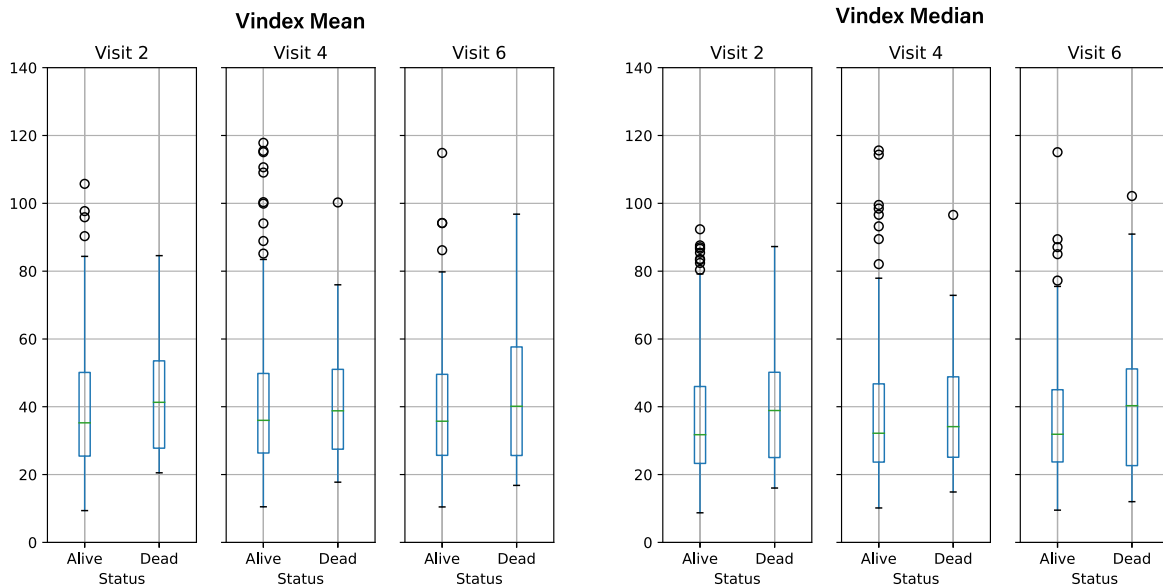 Vindex Mean
Visit 2
Visit 4
Visit 6
140
120
100
80
60
40
20
0
Alive
Dead
Alive
Dead
Alive
Dead
Status
Status
Status
Vindex Median
Visit 2
Visit 4
Visit 6
140
120
100
80
60
40
20
0
Alive
Dead
Alive
Dead
Alive
Dead
Status
Status
Status